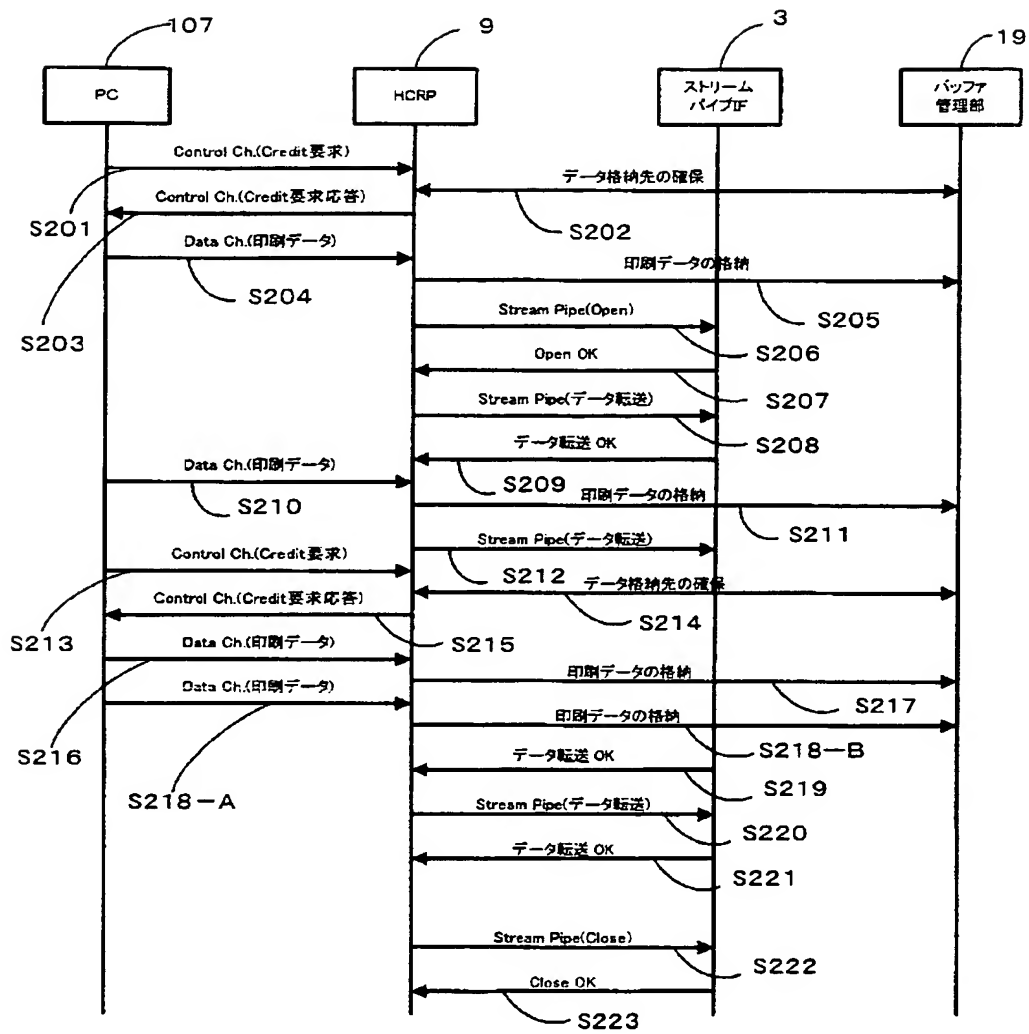 107
9
3
19
PC
HCRP
ストリーム
パイプIF
バッファ
管理部
Control Ch.(Credit要求)
S201
データ格納先の確保
S202
Control Ch.(Credit要求応答)
S203
Data Ch.(印刷データ)
S204
印刷データの格納
S205
Stream Pipe(Open)
S206
Open OK
S207
Stream Pipe(データ転送)
S208
データ転送 OK
S209
Data Ch.(印刷データ)
S210
印刷データの格納
S211
Stream Pipe(データ転送)
S212
Control Ch.(Credit要求)
S213
データ格納先の確保
S214
Control Ch.(Credit要求応答)
S215
Data Ch.(印刷データ)
S216
印刷データの格納
S217
Data Ch.(印刷データ)
S218-A
印刷データの格納
S218-B
データ転送 OK
S219
Stream Pipe(データ転送)
S220
データ転送 OK
S221
Stream Pipe(Close)
S222
Close OK
S223